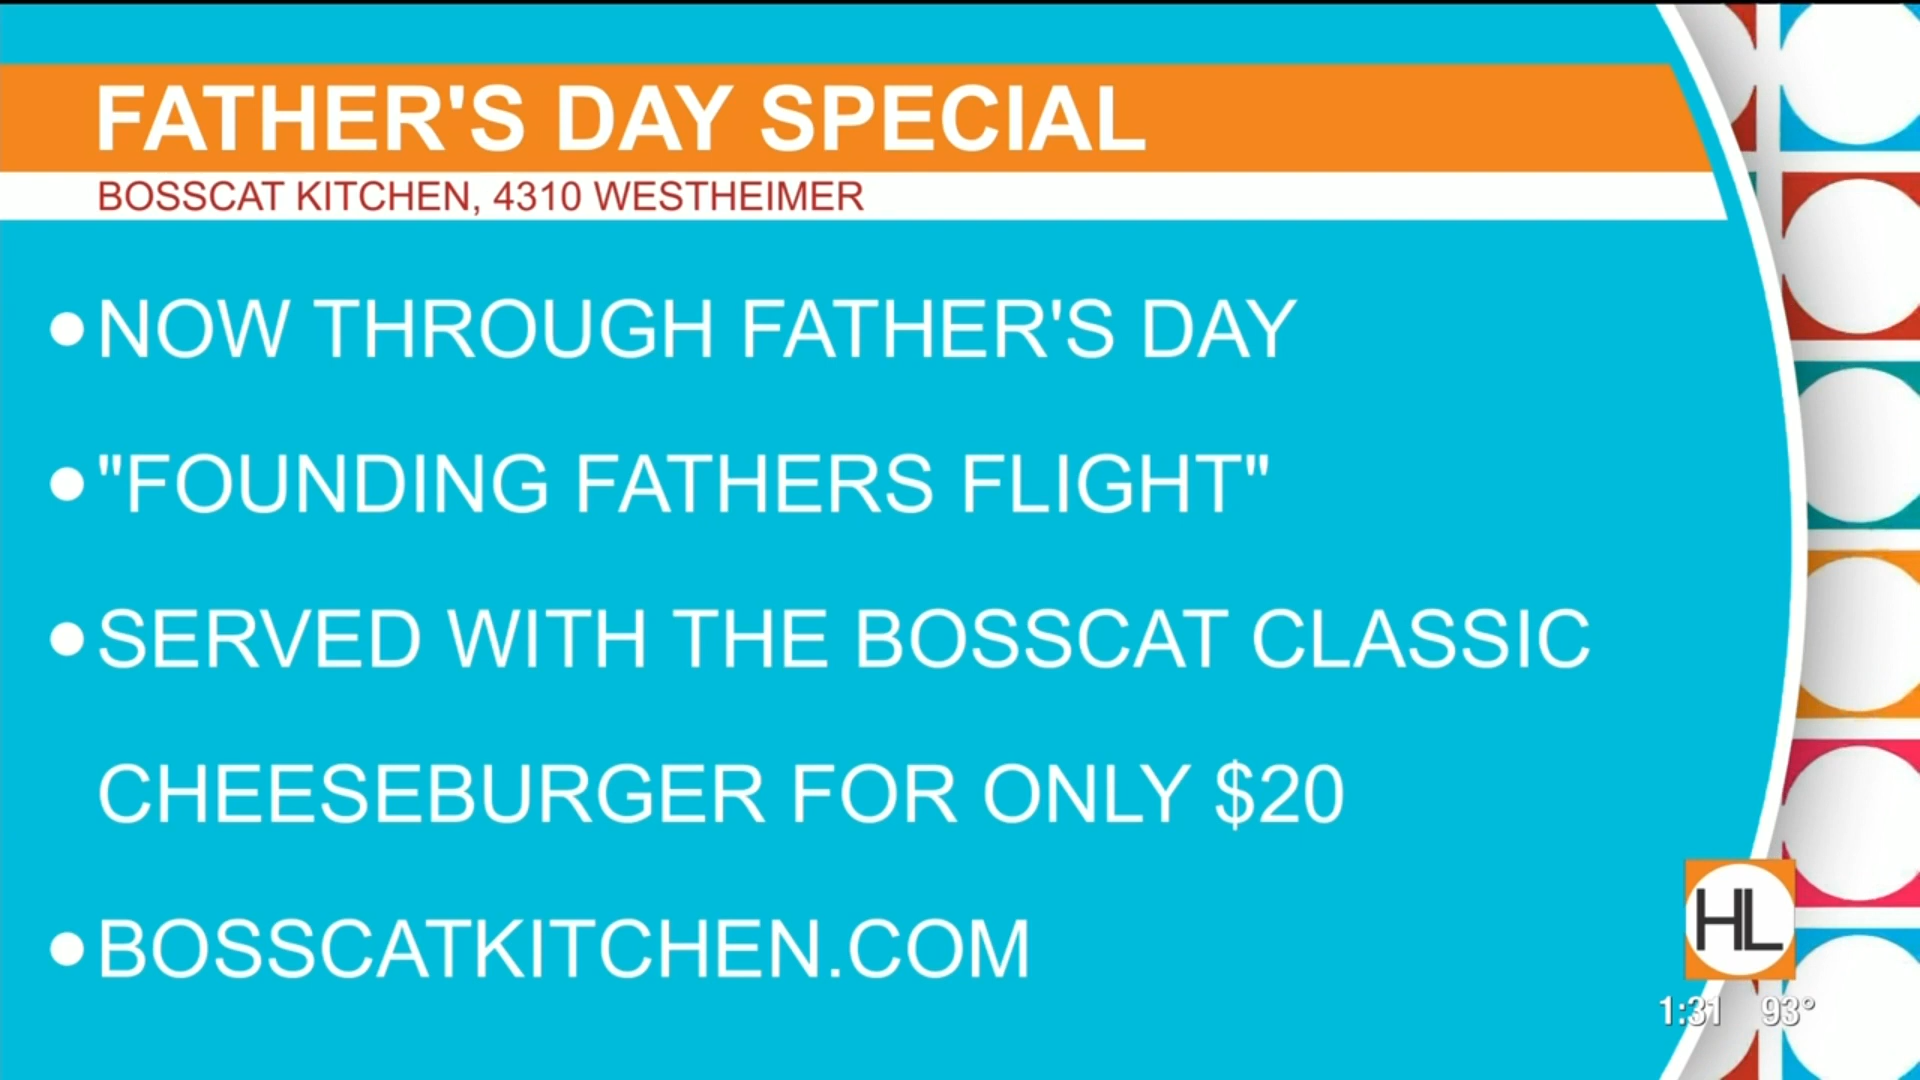 FATHER'S DAY SPECIAL
BOSSCAT KITCHEN, 4310 WESTHEIMER
•NOW THROUGH FATHER'S DAY
•"FOUNDING FATHERS FLIGHT"
•SERVED WITH THE BOSSCAT CLASSIC
CHEESEBURGER FOR ONLY $20
•BOSSCATKITCHEN.COM
HL
1:31 93°